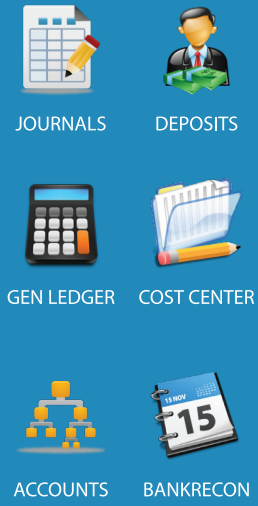 JOURNALS
DEPOSITS
GEN LEDGER
COST CENTER
ACCOUNTS
15 NOV
15
BANKRECON